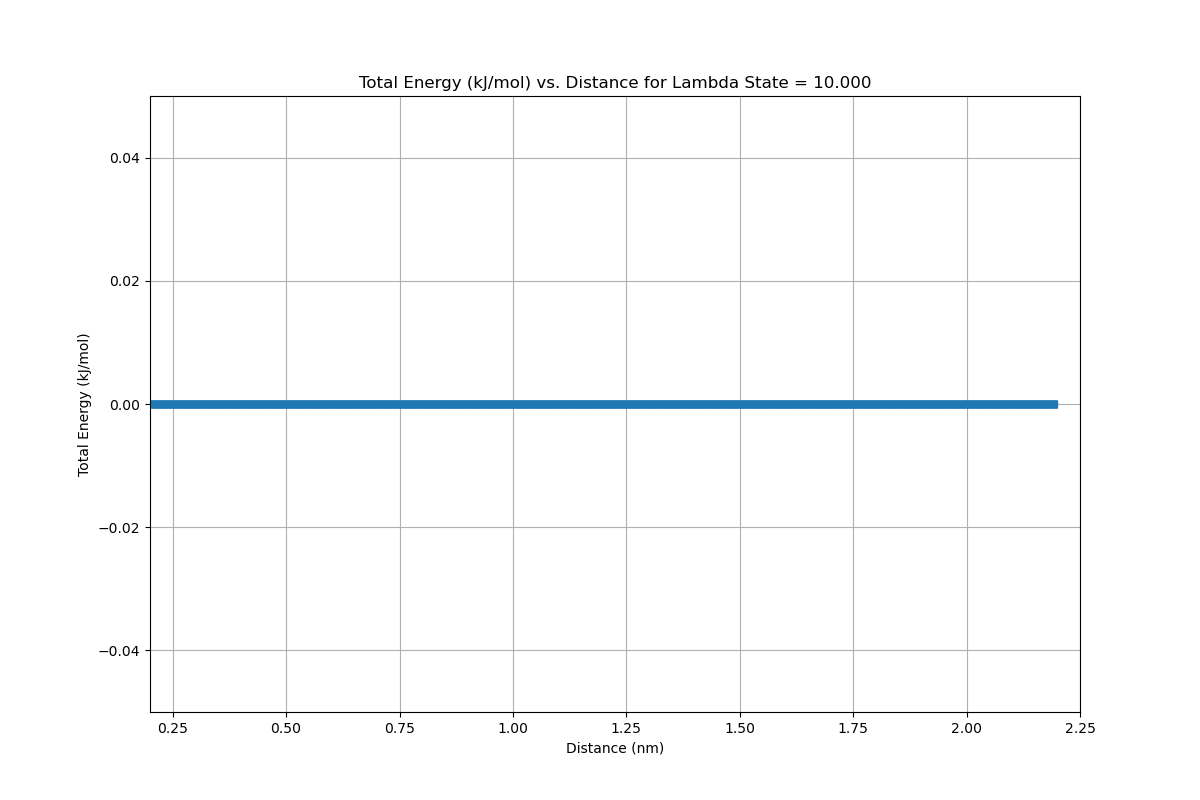 Total Energy (kJ/mol) vs. Distance for Lambda State = 10.000
Total Energy (kJ/mol)
0.04
0.02
0.00
−0.02
−0.04
0.25 0.50 0.75 1.00 1.25 1.50 1.75 2.00 2.25
Distance (nm)